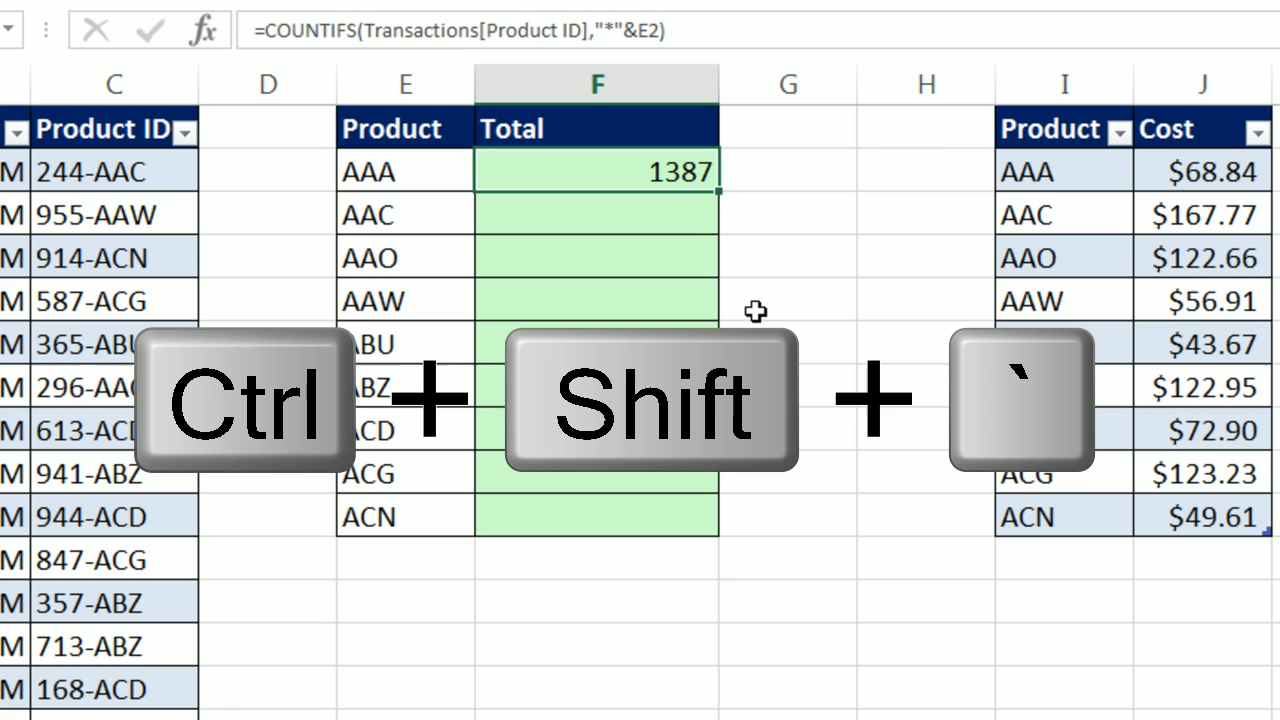 fx =COUNTIFS(Transactions[Product ID],"*"&E2)
C D E F G H I J
Product ID Product Total Product Cost
M 244-AAC AAA 1387 AAA $68.84
M 955-AAW AAC AAC $167.77
M 914-ACN AAO AAO $122.66
M 587-ACG AAW AAW $56.91
M 365-ABU ABU $43.67
M 296-AAC ABZ $122.95
Ctrl + Shift + `
M 613-ACD ACD $72.90
M 941-ABZ ACG ACG $123.23
M 944-ACD ACN ACN $49.61
M 847-ACG
M 357-ABZ
M 713-ABZ
M 168-ACD